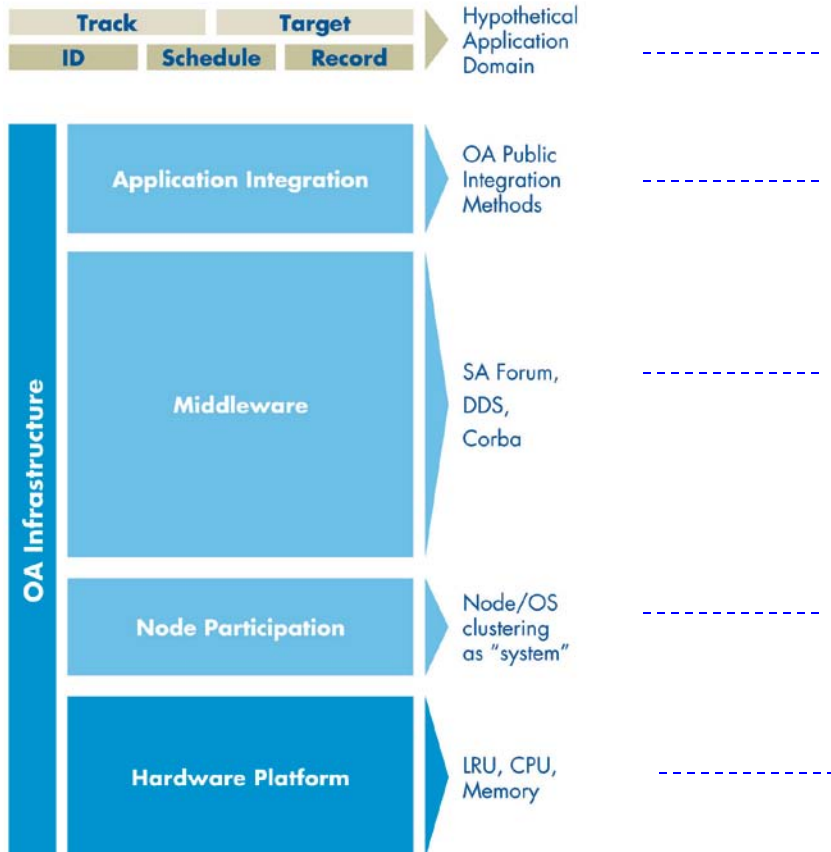 Track
Target
ID
Schedule
Record
Hypothetical
Application
Domain
OA Infrastructure
Application Integration
OA Public
Integration
Methods
Middleware
SA Forum,
DDS,
Corba
Node Participation
Node/OS
clustering
as “system”
Hardware Platform
LRU, CPU,
Memory